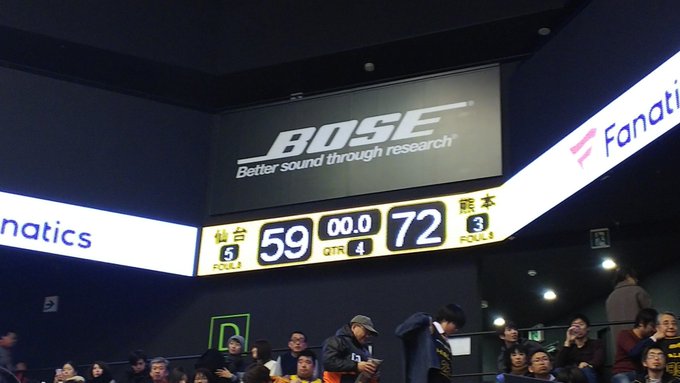 BOSE®
Better sound through research®
Fanatics
natics
仙台 59 00.0 72 熊本
5 QTR 4 3
FOULS FOULS
D